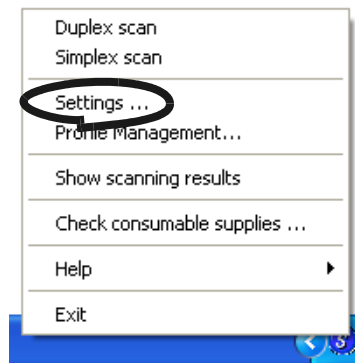 Duplex scan
Simplex scan
Settings ...
Profile Management...
Show scanning results
Check consumable supplies ...
Help
Exit
S